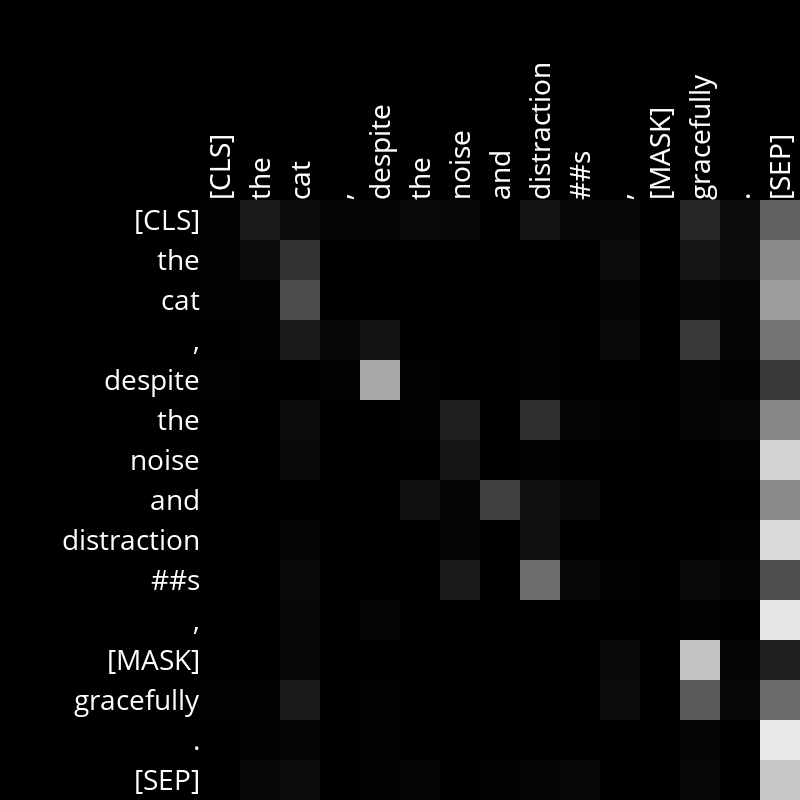 [CLS] the cat , despite the noise and distraction ##s , [MASK] gracefully . [SEP]
[CLS]
the
cat
,
despite
the
noise
and
distraction
##s
,
[MASK]
gracefully
.
[SEP]